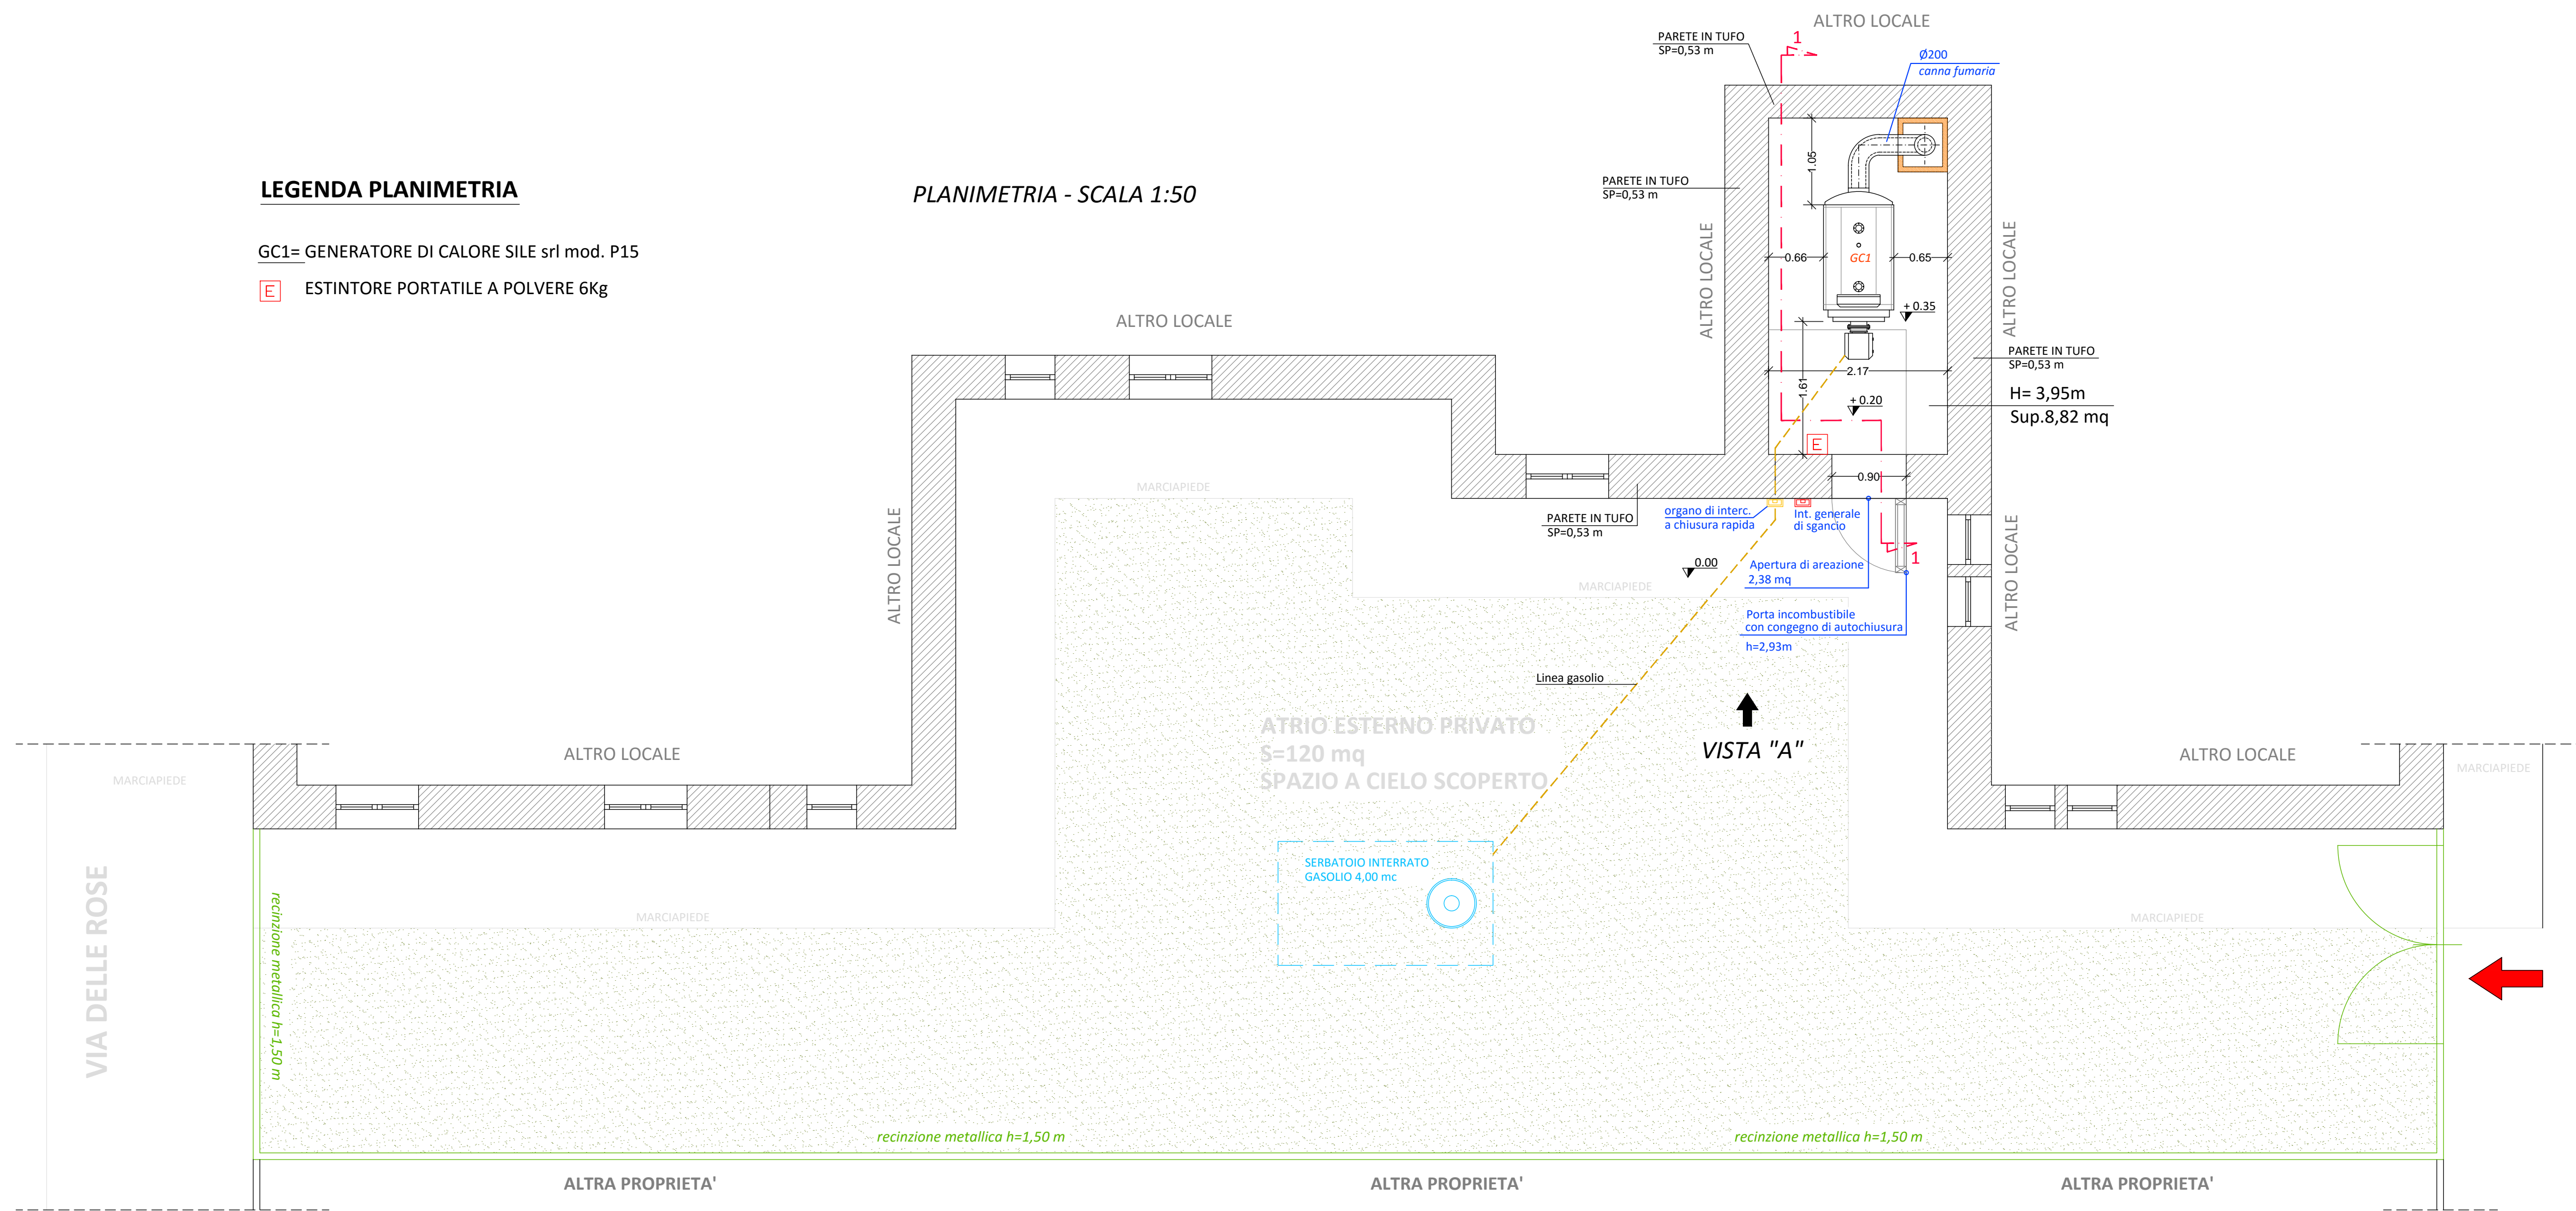 ALTRO LOCALE
PARETE IN TUFO
SP=0,53 m
1
Ø200
canna fumaria
LEGENDA PLANIMETRIA
PLANIMETRIA - SCALA 1:50
GC1= GENERATORE DI CALORE SILE srl mod. P15
E ESTINTORE PORTATILE A POLVERE 6Kg
1.05
PARETE IN TUFO
SP=0,53 m
ALTRO LOCALE
0.66
GC1
0.65
ALTRO LOCALE
+ 0.35
ALTRO LOCALE
PARETE IN TUFO
SP=0,53 m
2.17
1.61
H= 3,95m
Sup.8,82 mq
+ 0.20
E
0.90
MARCIAPIEDE
organo di interc.
a chiusura rapida
Int. generale
di sgancio
PARETE IN TUFO
SP=0,53 m
1
ALTRO LOCALE
ALTRO LOCALE
0.00
Apertura di areazione
2,38 mq
MARCIAPIEDE
Porta incombustibile
con congegno di autochiusura
h=2,93m
Linea gasolio
ATRIO ESTERNO PRIVATO
S=120 mq
SPAZIO A CIELO SCOPERTO
VISTA "A"
ALTRO LOCALE
ALTRO LOCALE
MARCIAPIEDE
MARCIAPIEDE
SERBATOIO INTERRATO
GASOLIO 4,00 mc
VIA DELLE ROSE
recinzione metallica h=1,50 m
MARCIAPIEDE
MARCIAPIEDE
recinzione metallica h=1,50 m
recinzione metallica h=1,50 m
ALTRA PROPRIETA'
ALTRA PROPRIETA'
ALTRA PROPRIETA'